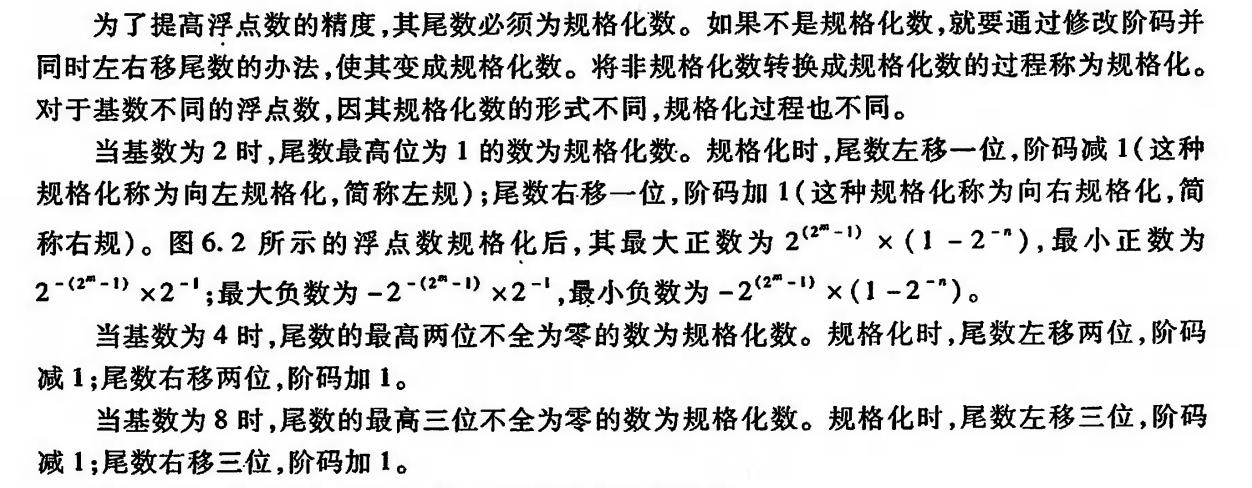 为了提高浮点数的精度,其尾数必须为规格化数。如果不是规格化数,就要通过修改阶码并
同时左右移尾数的办法,使其变成规格化数。将非规格化数转换成规格化数的过程称为规格化。
对于基数不同的浮点数,因其规格化数的形式不同,规格化过程也不同。
当基数为 2 时,尾数最高位为 1 的数为规格化数。规格化时,尾数左移一位,阶码减 1(这种
规格化称为向左规格化,简称左规);尾数右移一位,阶码加 1(这种规格化称为向右规格化,简
称右规)。图 6.2 所示的浮点数规格化后,其最大正数为 2^(2^m-1) × (1 - 2^-n),最小正数为
2^-(2^m-1) ×2^-1;最大负数为 -2^-(2^m-1) ×2^-1,最小负数为 -2^(2^m-1) ×(1-2^-n)。
当基数为 4 时,尾数的最高两位不全为零的数为规格化数。规格化时,尾数左移两位,阶码
减 1;尾数右移两位,阶码加 1。
当基数为 8 时,尾数的最高三位不全为零的数为规格化数。规格化时,尾数左移三位,阶码
减 1;尾数右移三位,阶码加 1。